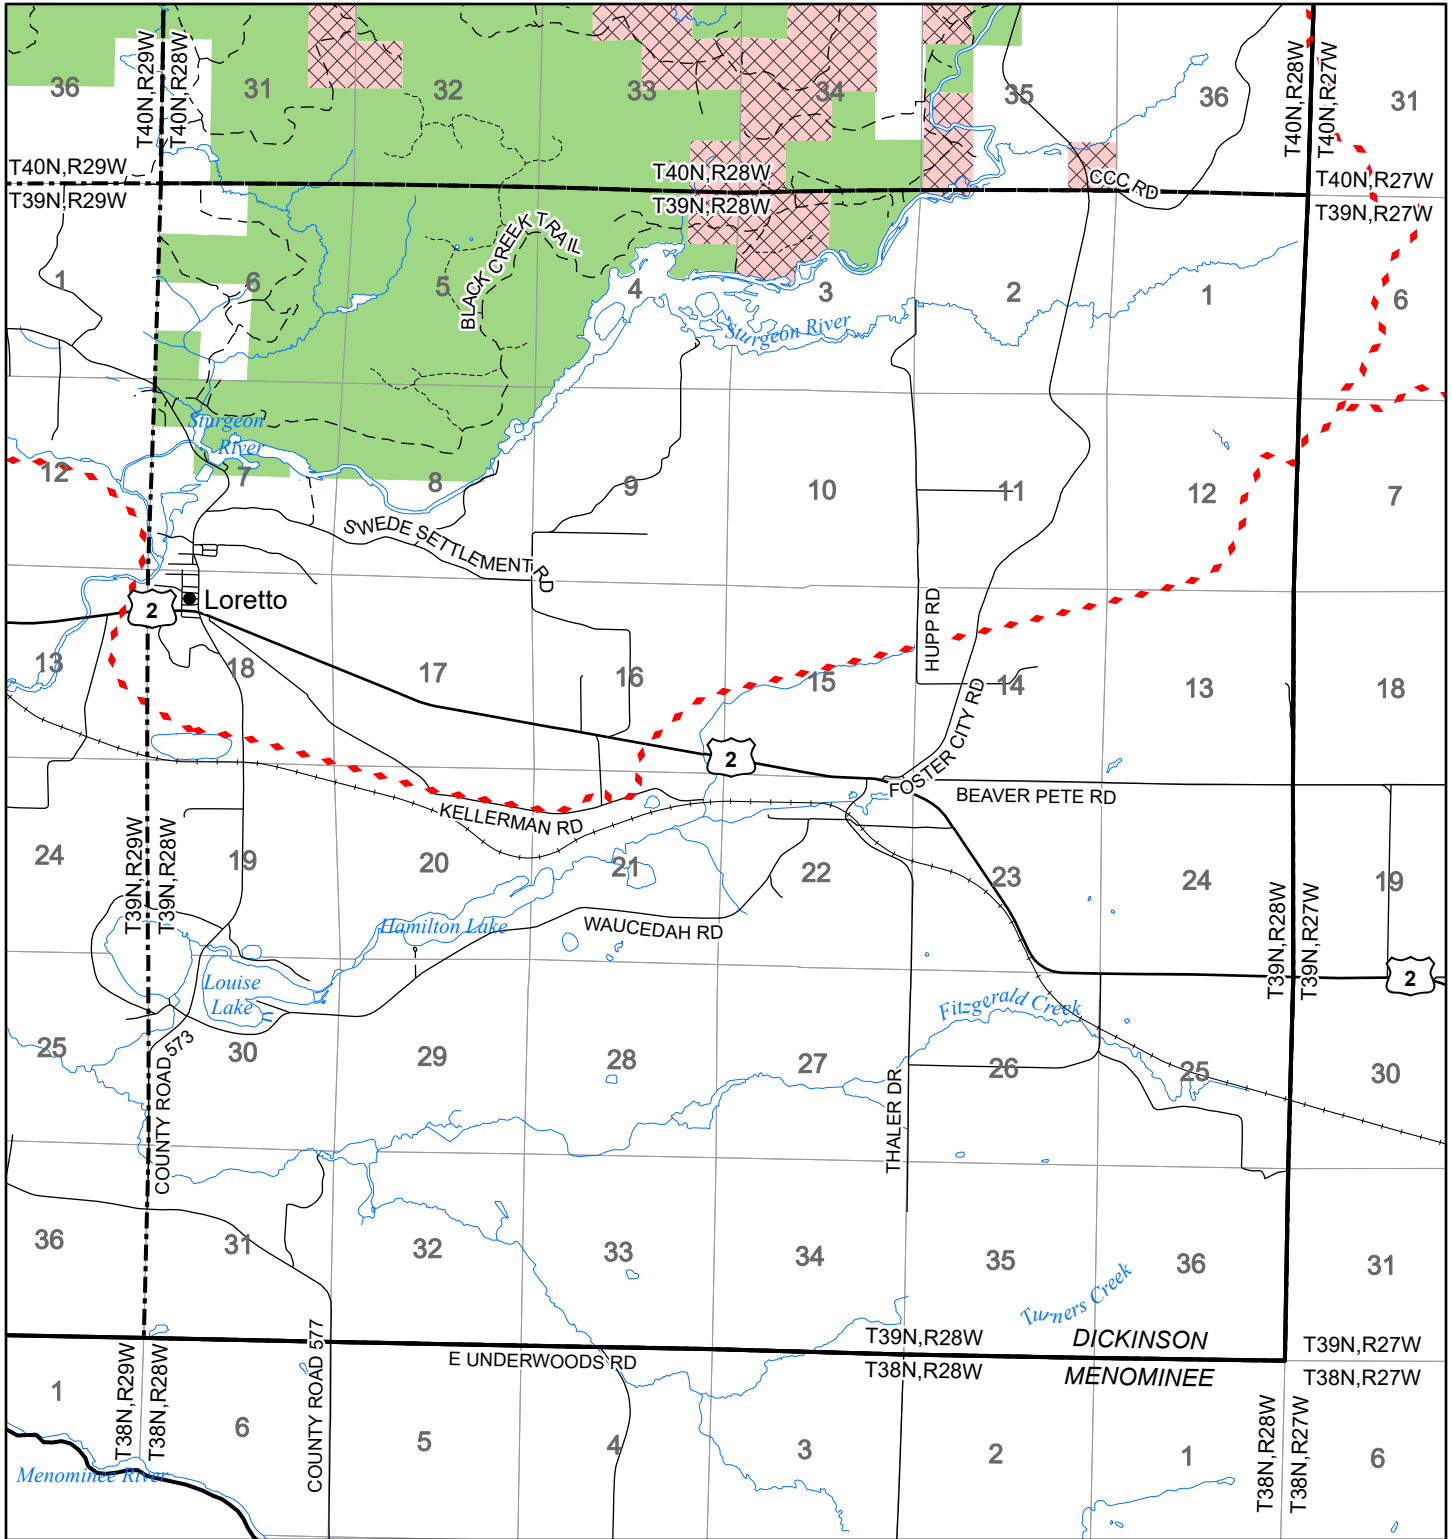 T40N,R29W
T40N,R28W
T40N,R28W
T40N,R27W
36
31
32
33
34
35
36
31
T40N,R29W
T39N,R29W
T40N,R28W
T39N,R28W
CCC RD
T40N,R27W
T39N,R27W
BLACK CREEK TRAIL
1
6
5
4
3
2
1
6
Sturgeon River
Sturgeon
River
12
7
8
9
10
11
12
7
SWEDE SETTLEMENT RD
2
Loretto
HUPP RD
13
18
17
16
15
14
13
18
FOSTER CITY RD
2
BEAVER PETE RD
KELLERMAN RD
T39N,R29W
T39N,R28W
24
19
20
21
22
23
24
19
T39N,R28W
T39N,R27W
Hamilton Lake
WAUCEDAH RD
2
Louise
Lake
Fitzgerald Creek
25
30
29
28
27
26
25
30
COUNTY ROAD 573
THALER DR
36
31
32
33
34
35
36
31
Turners Creek
T39N,R28W
DICKINSON
T39N,R27W
E UNDERWOODS RD
T38N,R28W
MENOMINEE
T38N,R27W
T38N,R29W
T38N,R28W
COUNTY ROAD 577
1
6
5
4
3
2
1
6
T38N,R28W
T38N,R27W
Menominee River